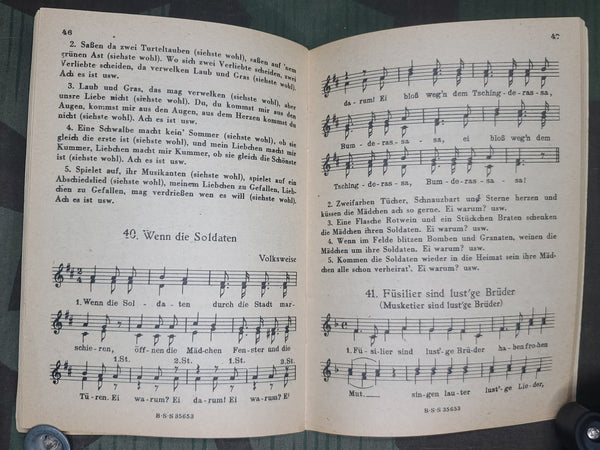 46
2. Saßen da zwei Turteltauben (siehste wohl), saßen auf 'nem
grünen Ast (siehste wohl). Wo sich zwei Verliebte scheiden, zwei
Verliebte scheiden, da verwelken Laub und Gras (siehste wohl).
Ach es ist usw.
3. Laub und Gras, das mag verwelken (siehste wohl), aber
unsre Liebe nicht (siehste wohl). Du, du kommst mir aus den
Augen, kommst mir aus den Augen, aus dem Herzen kommst du
nicht (siehste wohl). Ach es ist usw.
4. Eine Schwalbe macht kein' Sommer (siehste wohl), ob sie
gleich die erste ist (siehste wohl), und mein Liebchen macht mir
Kummer, Liebchen macht mir Kummer, ob sie gleich die Schönste
ist (siehste wohl). Ach es ist usw.
5. Spielet auf, ihr Musikanten (siehste wohl), spielet auf ein
Abschiedslied (siehste wohl), meinem Liebchen zu Gefallen, Lieb-
chen zu Gefallen, mag verdrießen wen es will (siehste wohl).
Ach es ist usw.
40. Wenn die Soldaten
Volksweise
1. Wenn die Sol - da - ten durch die Stadt mar-
schie - ren, öff - nen die Mäd - chen Fen - ster und die
1.St. 2.St. 1.St. 2.St.
Tü - ren. Ei wa - rum? Ei da - rum! Ei wa - rum? Ei
B·S·S 35653
47
da - rum! Ei bloß weg'n dem Tsching - de - ras - sa,
Bum - de - ras - sa, ei bloß weg'n dem
Tsching - de - ras - sa, Bum - de - ras - sa!
2. Zweifarben Tücher, Schnauzbart und Sterne herzen und
küssen die Mädchen ach so gerne. Ei warum? usw.
3. Eine Flasche Rotwein und ein Stückchen Braten schenken
die Mädchen ihren Soldaten. Ei warum? usw.
4. Wenn im Felde blitzen Bomben und Granaten, weinen die
Mädchen um ihre Soldaten. Ei warum? usw.
5. Kommen die Soldaten wieder in die Heimat sein ihre Mäd-
chen alle schon verheirat'. Ei warum? usw.
41. Füsilier sind lust'ge Brüder
(Musketier sind lust'ge Brüder)
1. Fü - si - lier sind lust' - ge Brü - der ha - ben fro - hen
Mut. sin - gen lau - ter lust' - ge Lie - der,
B·S·S 35653